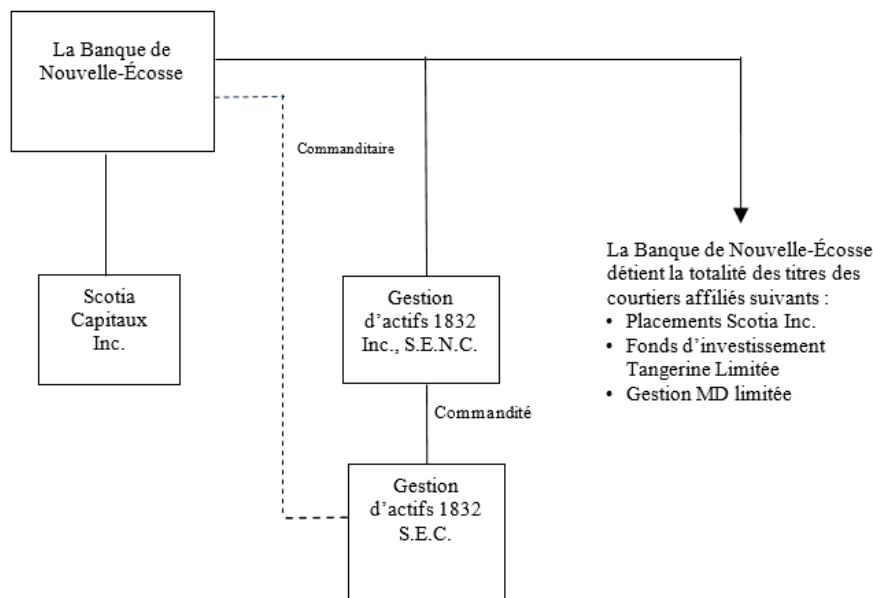 La Banque de
Nouvelle-Écosse
Commanditaire
Scotia
Capitaux
Inc.
Gestion
d'actifs 1832
Inc., S.E.N.C.
La Banque de Nouvelle-Écosse
détient la totalité des titres des
courtiers affiliés suivants :
• Placements Scotia Inc.
• Fonds d'investissement
Tangerine Limitée
• Gestion MD limitée
Commandité
Gestion
d'actifs 1832
S.E.C.